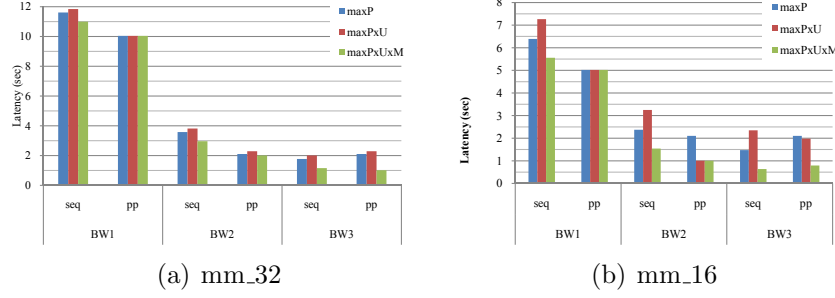 12
10
8
6
4
2
0
Latency (sec)
maxP
maxPxU
maxPxUxM
seq pp seq pp seq pp
BW1 BW2 BW3
(a) mm_32
8
7
6
5
4
3
2
1
0
Latency (sec)
maxP
maxPxU
maxPxUxM
seq pp seq pp seq pp
BW1 BW2 BW3
(b) mm_16